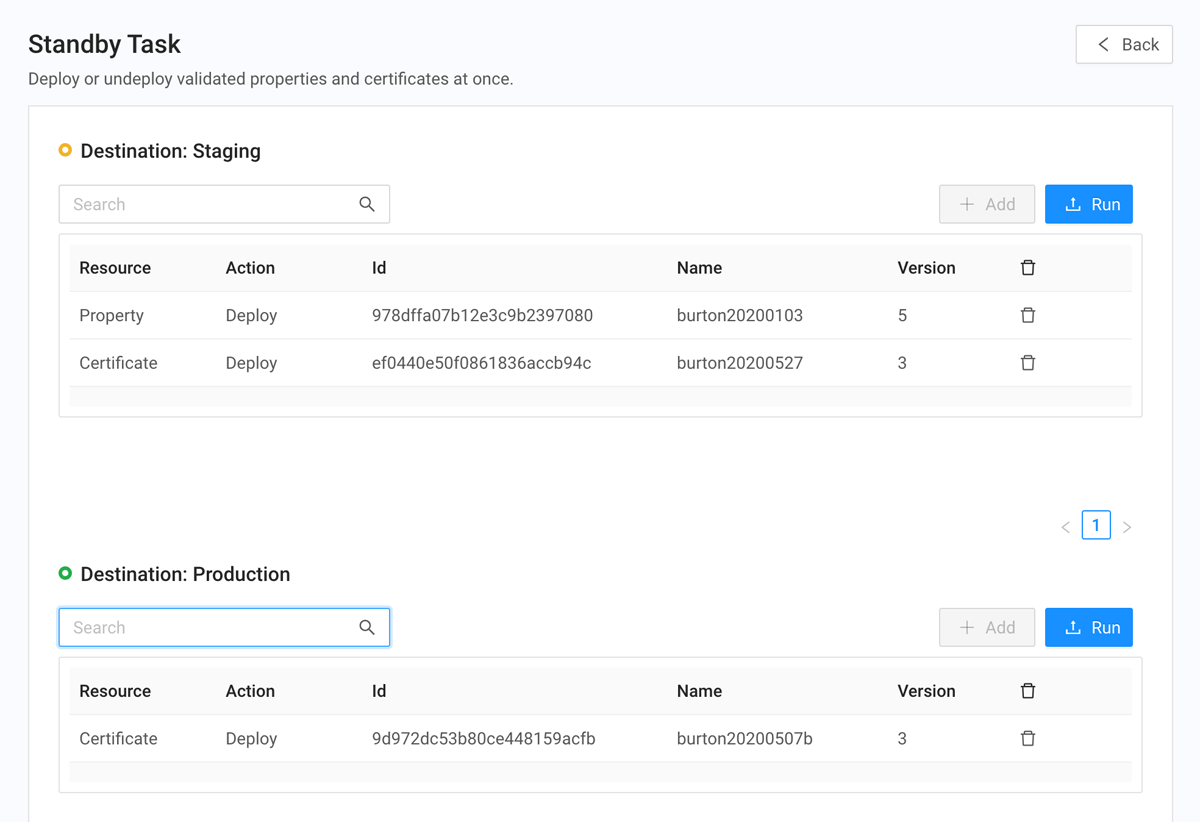 Standby Task
Back
Deploy or undeploy validated properties and certificates at once.
Destination: Staging
Search
Add
Run
Resource Action Id Name Version
Property Deploy 978dffa07b12e3c9b2397080 burton20200103 5
Certificate Deploy ef0440e50f0861836accb94c burton20200527 3
1
Destination: Production
Search
Add
Run
Resource Action Id Name Version
Certificate Deploy 9d972dc53b80ce448159acfb burton20200507b 3